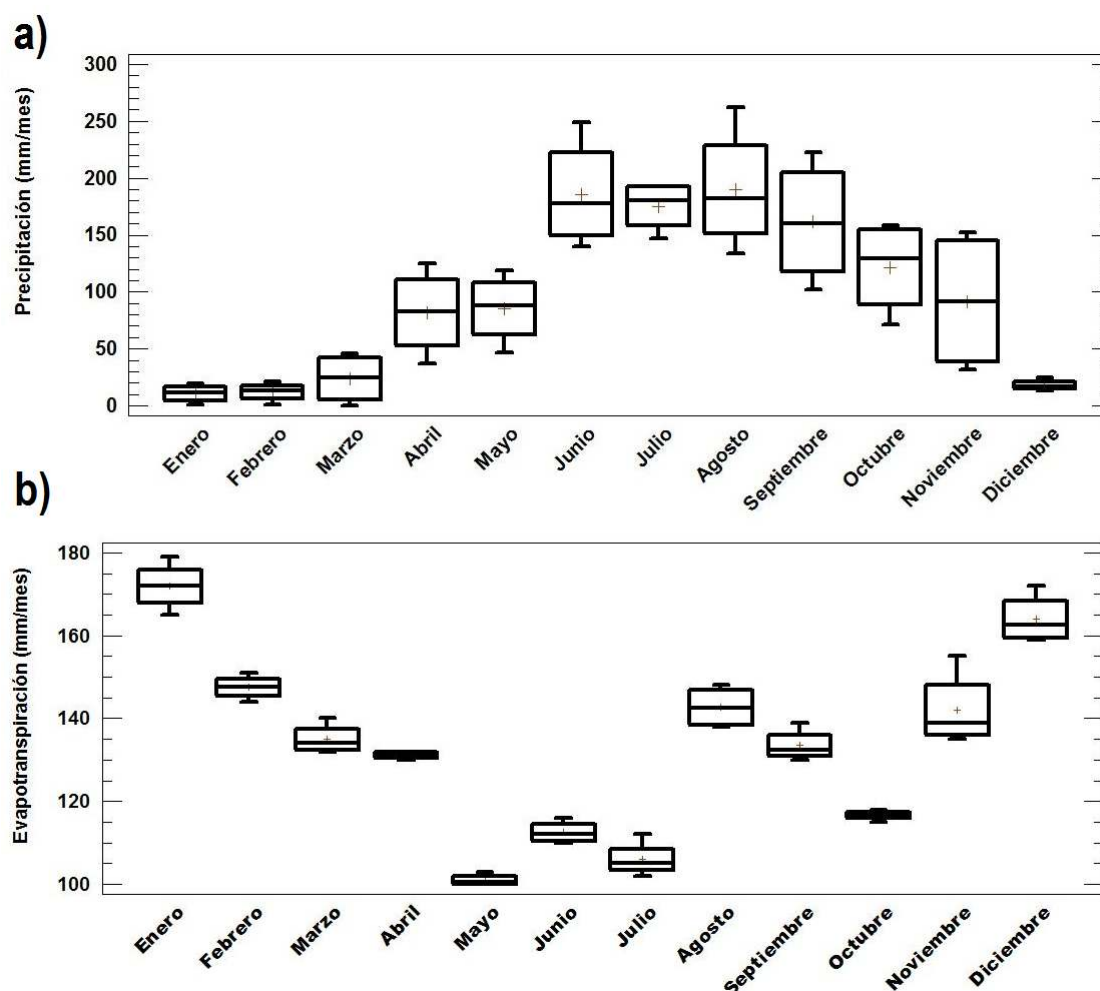 a)
Precipitación (mm/mes)
300
250
200
150
100
50
0
Enero
Febrero
Marzo
Abril
Mayo
Junio
Julio
Agosto
Septiembre
Octubre
Noviembre
Diciembre
b)
Evapotranspiración (mm/mes)
180
160
140
120
100
Enero
Febrero
Marzo
Abril
Mayo
Junio
Julio
Agosto
Septiembre
Octubre
Noviembre
Diciembre